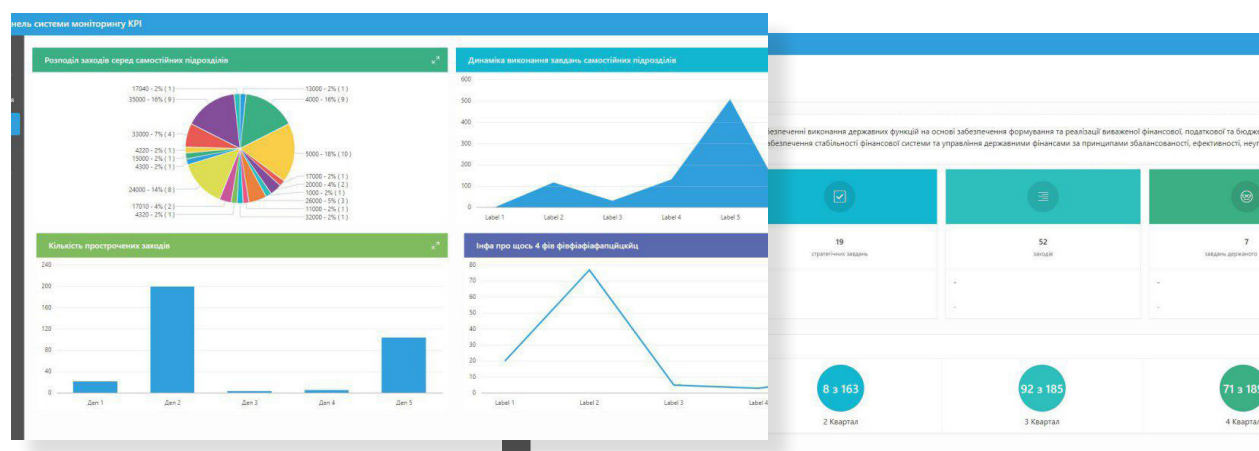 нель системи моніторингу KPI
Розподіл заходів серед самостійних підрозділів
17040 - 2% ( 1 )
35000 - 16% ( 9 )
33000 - 7% ( 4 )
4220 - 2% ( 1 )
15000 - 2% ( 1 )
4300 - 2% ( 1 )
24000 - 14% ( 8 )
17010 - 4% ( 2 )
4320 - 2% ( 1 )
13000 - 2% ( 1 )
4000 - 16% ( 9 )
5000 - 18% ( 10 )
17000 - 2% ( 1 )
20000 - 4% ( 2 )
1000 - 2% ( 1 )
26000 - 5% ( 3 )
11000 - 2% ( 1 )
32000 - 2% ( 1 )
Динаміка виконання завдань самостійних підрозділів
600
500
400
300
200
100
0
Label 1 Label 2 Label 3 Label 4 Label 5
Кількість прострочених заходів
240
200
160
120
80
40
0
Деп 1 Деп 2 Деп 3 Деп 4 Деп 5
Інфа про щось 4 фів фівфіафіафапцйцкйц
80
70
60
50
40
30
20
10
0
Label 1 Label 2 Label 3 Label 4
езпеченні виконання державних функцій на основі забезпечення формування та реалізації виваженої фінансової, податкової та бюдж
абезпечення стабільності фінансової системи та управління державними фінансами за принципами збалансованості, ефективності, неуп
19
стратегічних завдань
52
заходів
7
завдань держаного
8 з 163
2 Квартал
92 з 185
3 Квартал
71 з 189
4 Квартал